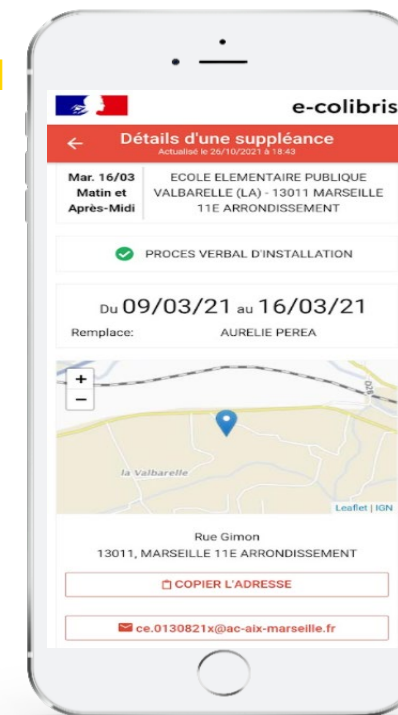 e-colibris
Détails d'une suppléance
Actualisé le 26/10/2021 à 18:43
Mar. 16/03
Matin et
Après-Midi
ECOLE ELEMENTAIRE PUBLIQUE
VALBARELLE (LA) - 13011 MARSEILLE
11E ARRONDISSEMENT
PROCES VERBAL D'INSTALLATION
Du 09/03/21 au 16/03/21
Remplace: AURELIE PEREA
+
−
D2B
la Valbarelle
Leaflet | IGN
Rue Gimon
13011, MARSEILLE 11E ARRONDISSEMENT
COPIER L'ADRESSE
ce.0130821x@ac-aix-marseille.fr